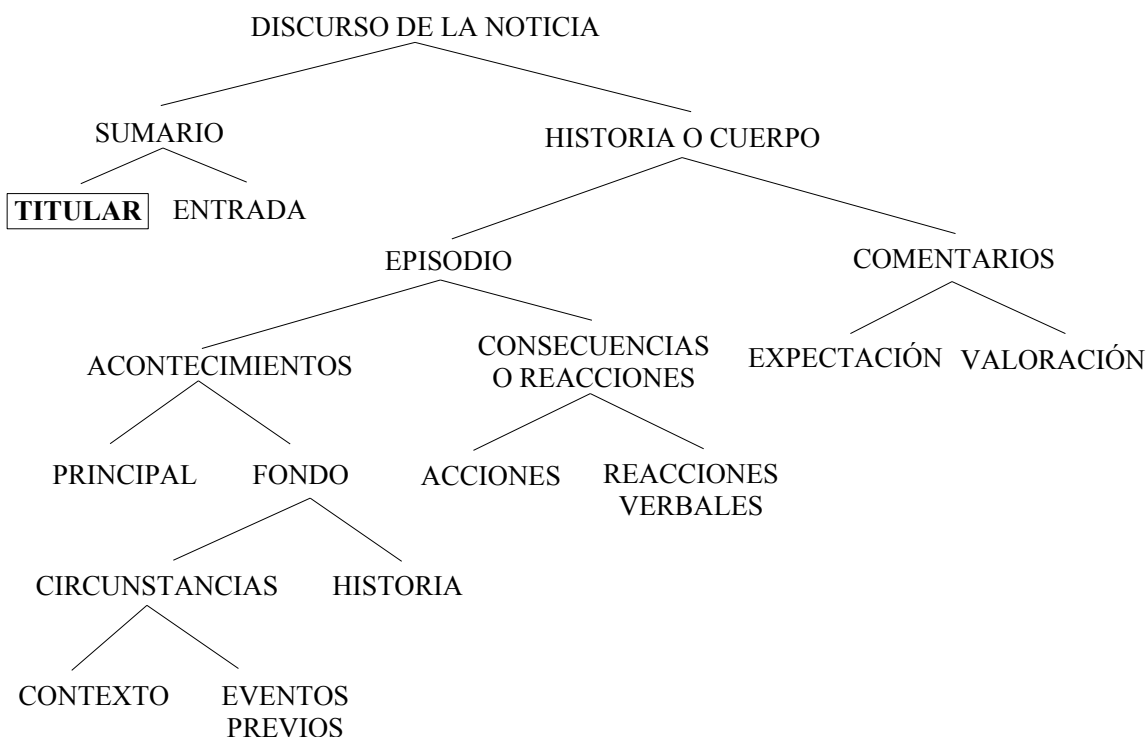 DISCURSO DE LA NOTICIA
SUMARIO
HISTORIA O CUERPO
TITULAR
ENTRADA
EPISODIO
COMENTARIOS
ACONTECIMIENTOS
CONSECUENCIAS
O REACCIONES
EXPECTACIÓN
VALORACIÓN
PRINCIPAL
FONDO
ACCIONES
REACCIONES
VERBALES
CIRCUNSTANCIAS
HISTORIA
CONTEXTO
EVENTOS
PREVIOS